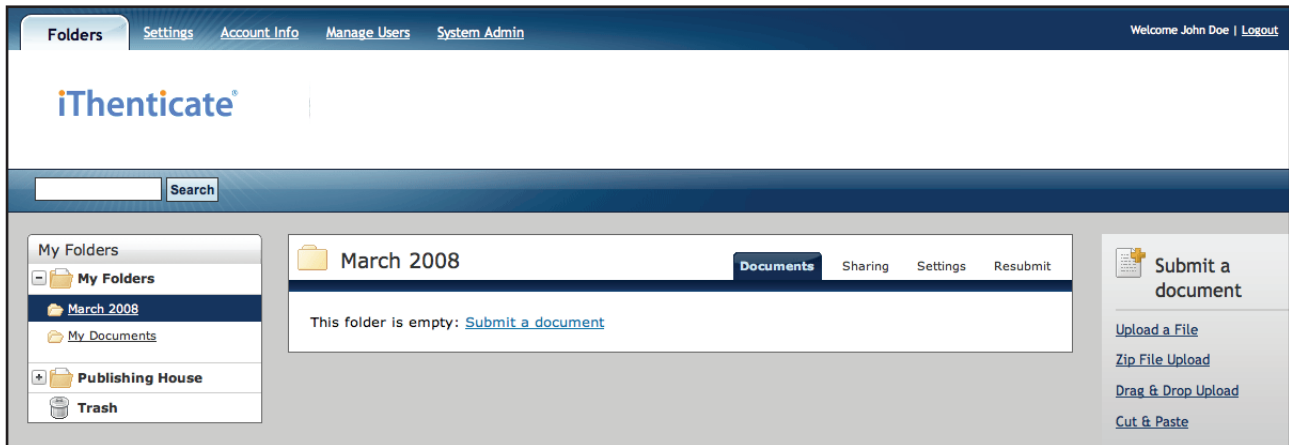 Folders Settings Account Info Manage Users System Admin Welcome John Doe | Logout
iThenticate®
Search
My Folders
My Folders
March 2008
My Documents
Publishing House
Trash
March 2008 Documents Sharing Settings Resubmit
This folder is empty: Submit a document
Submit a
document
Upload a File
Zip File Upload
Drag & Drop Upload
Cut & Paste